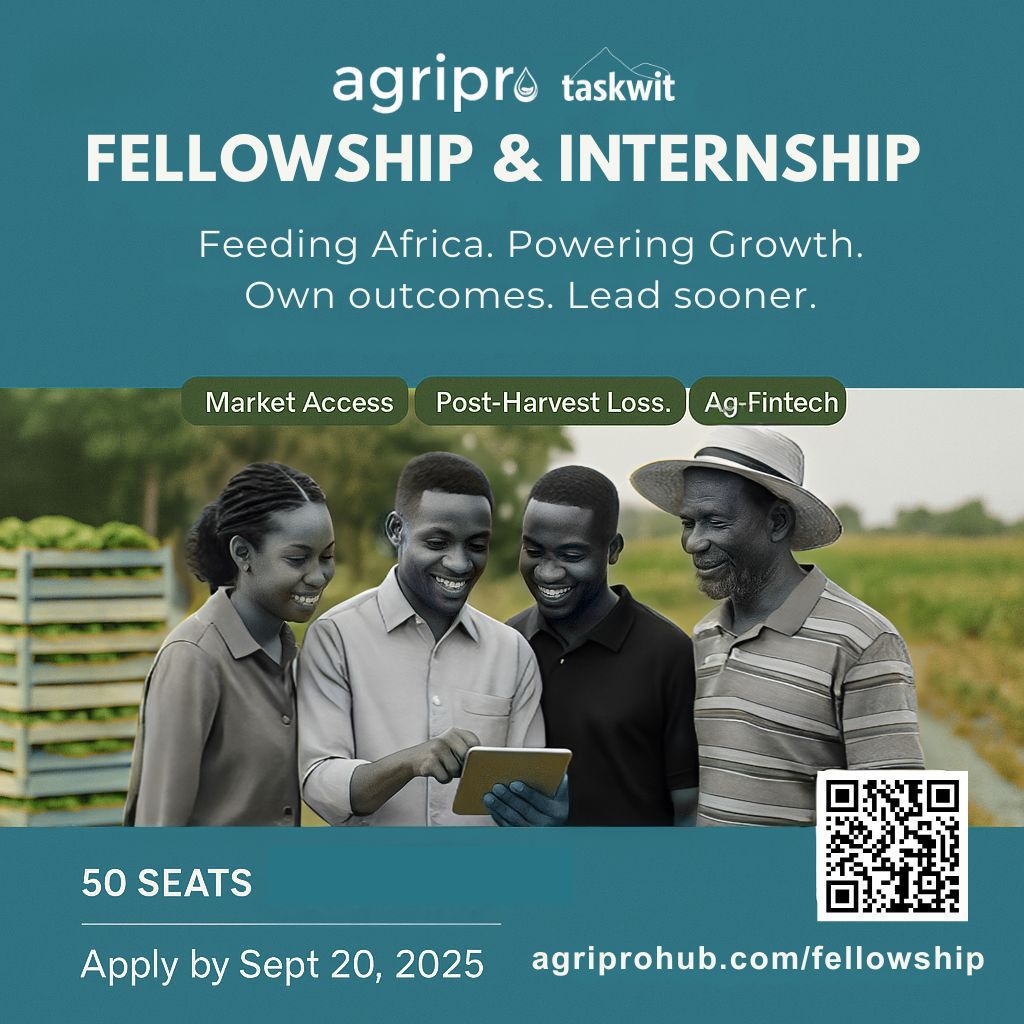 agripro taskwit
FELLOWSHIP & INTERNSHIP
Feeding Africa. Powering Growth.
Own outcomes. Lead sooner.
Market Access Post-Harvest Loss. Ag-Fintech
50 SEATS
Apply by Sept 20, 2025
agriprohub.com/fellowship